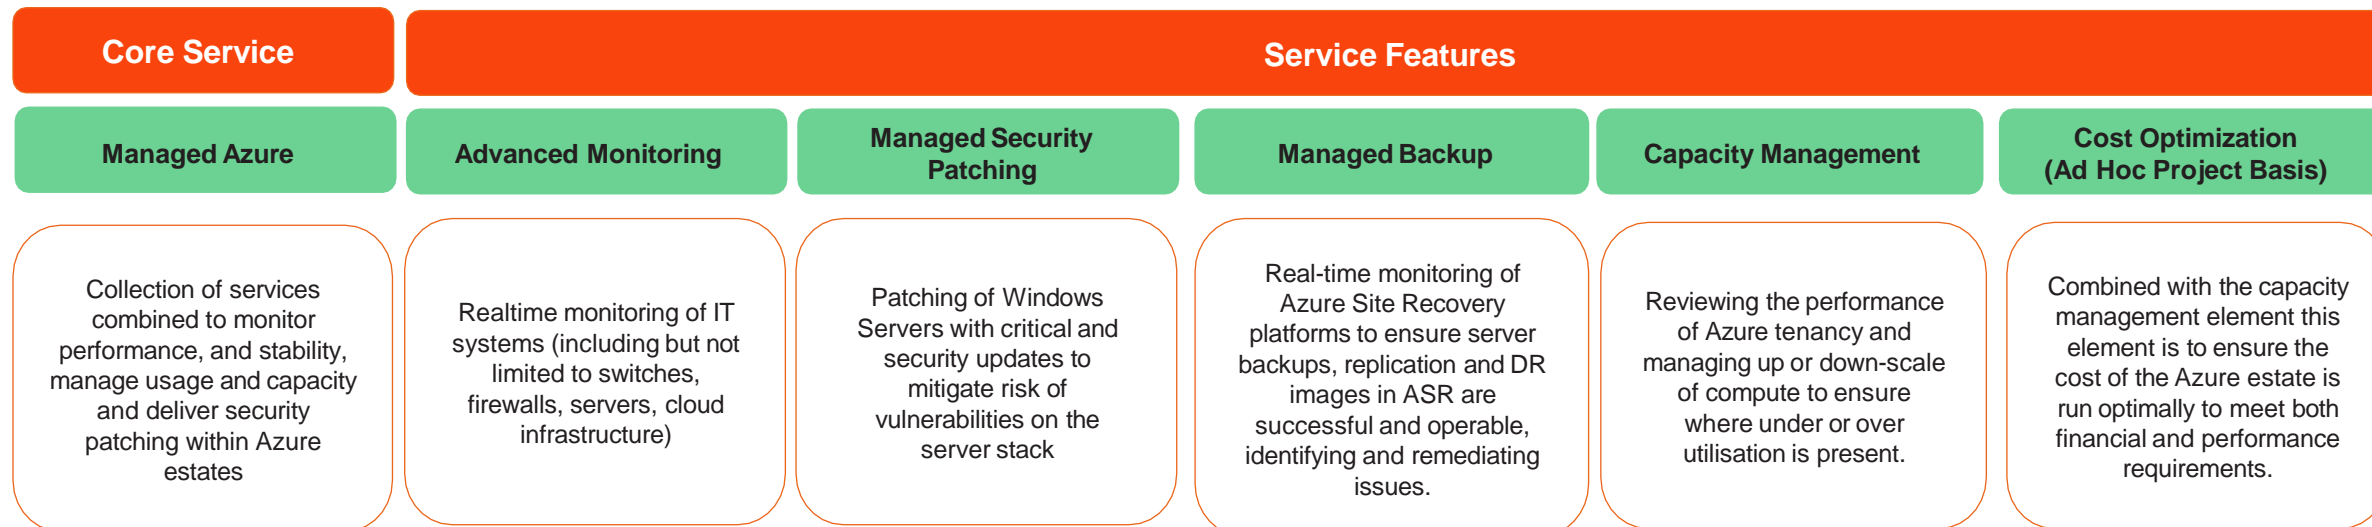 Core Service
Service Features
Managed Azure
Advanced Monitoring
Managed Security
Patching
Managed Backup
Capacity Management
Cost Optimization
(Ad Hoc Project Basis)
Collection of services
combined to monitor
performance, and stability,
manage usage and capacity
and deliver security
patching within Azure
estates
Realtime monitoring of IT
systems (including but not
limited to switches,
firewalls, servers, cloud
infrastructure)
Patching of Windows
Servers with critical and
security updates to
mitigate risk of
vulnerabilities on the
server stack
Real-time monitoring of
Azure Site Recovery
platforms to ensure server
backups, replication and DR
images in ASR are
successful and operable,
identifying and remediating
issues.
Reviewing the performance
of Azure tenancy and
managing up or down-scale
of compute to ensure
where under or over
utilisation is present.
Combined with the capacity
management element this
element is to ensure the
cost of the Azure estate is
run optimally to meet both
financial and performance
requirements.